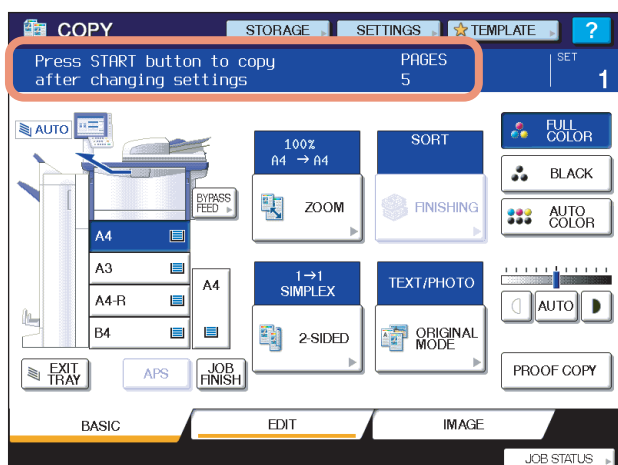 COPY
STORAGE
SETTINGS
TEMPLATE
?
Press START button to copy
after changing settings
PAGES
5
SET
1
AUTO
100%
A4 → A4
ZOOM
SORT
FINISHING
FULL
COLOR
BLACK
AUTO
COLOR
BYPASS
FEED
A4
A3
A4-R
B4
A4
1→1
SIMPLEX
2-SIDED
TEXT/PHOTO
ORIGINAL
MODE
AUTO
EXIT
TRAY
APS
JOB
FINISH
PROOF COPY
BASIC
EDIT
IMAGE
JOB STATUS